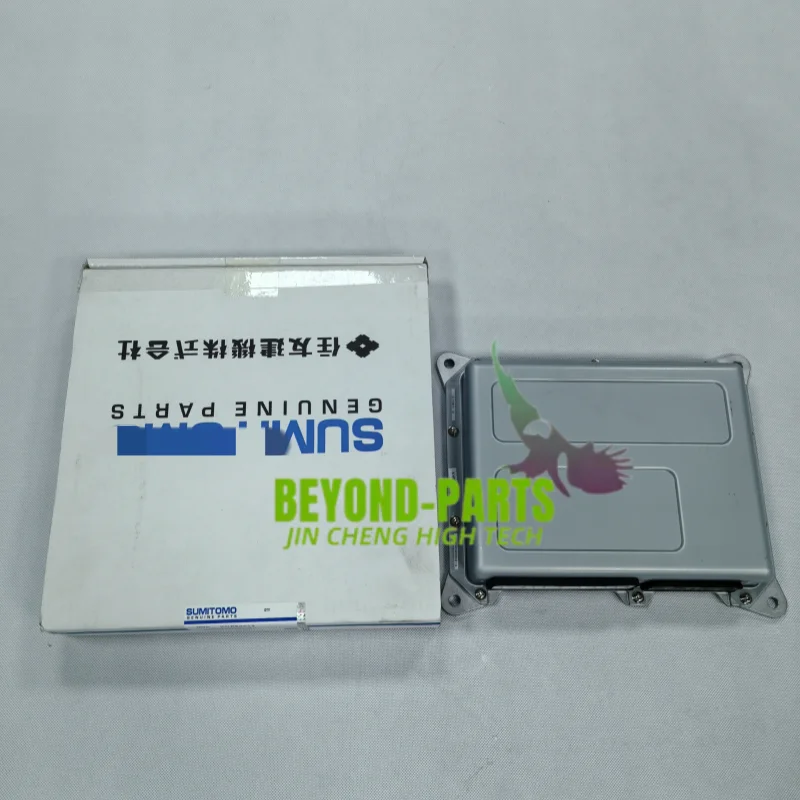 SUM
GENUINE PARTS
住友建機株式会社
BEYOND-PARTS
JIN CHENG HIGH TECH
SUMITOMO
GENUINE PARTS